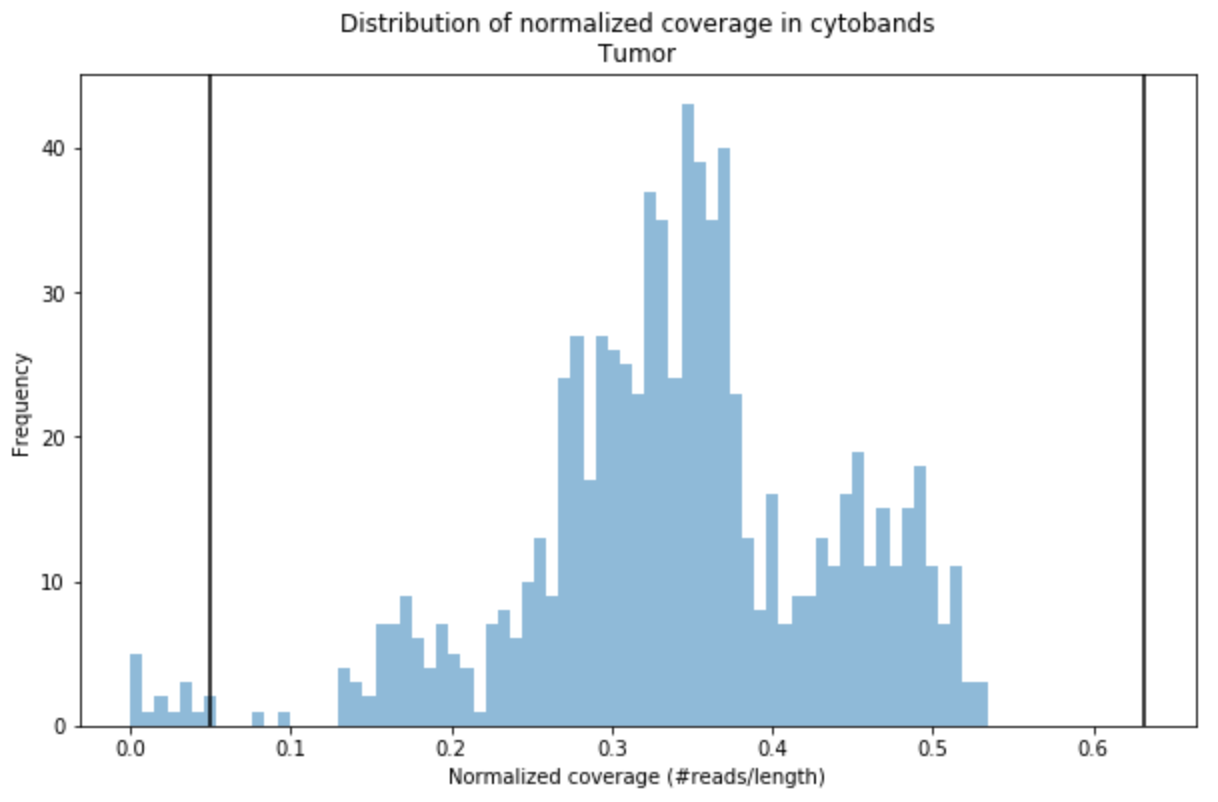 Distribution of normalized coverage in cytobands
Tumor
40
30
20
10
0
Frequency
0.0 0.1 0.2 0.3 0.4 0.5 0.6
Normalized coverage (#reads/length)